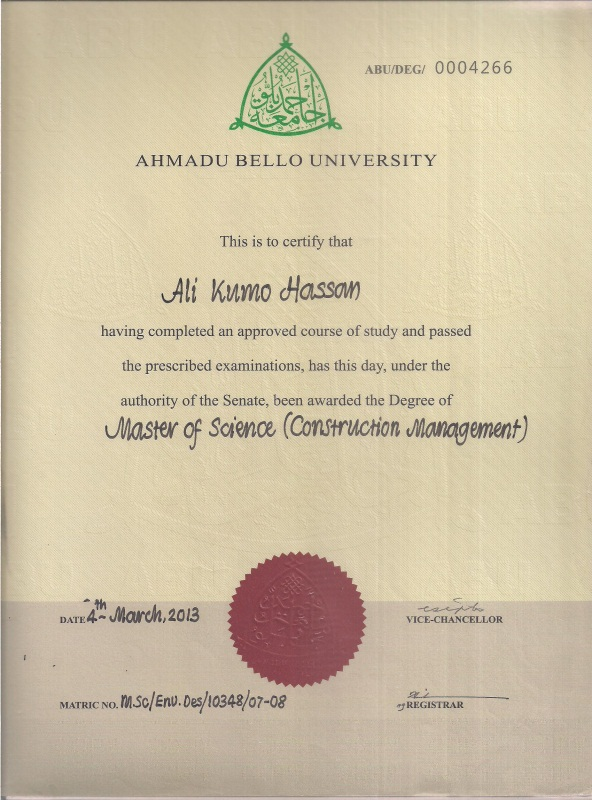 ABU/DEG/ 0004266
جامعة أحمد بللو
AHMADU BELLO UNIVERSITY
This is to certify that
Ali Kumo Hassan
having completed an approved course of study and passed
the prescribed examinations, has this day, under the
authority of the Senate, been awarded the Degree of
Master of Science (Construction Management)
DATE 4th March, 2013
VICE-CHANCELLOR
MATRIC NO. M.Sc/Env.Des/10348/07-08
ag REGISTRAR